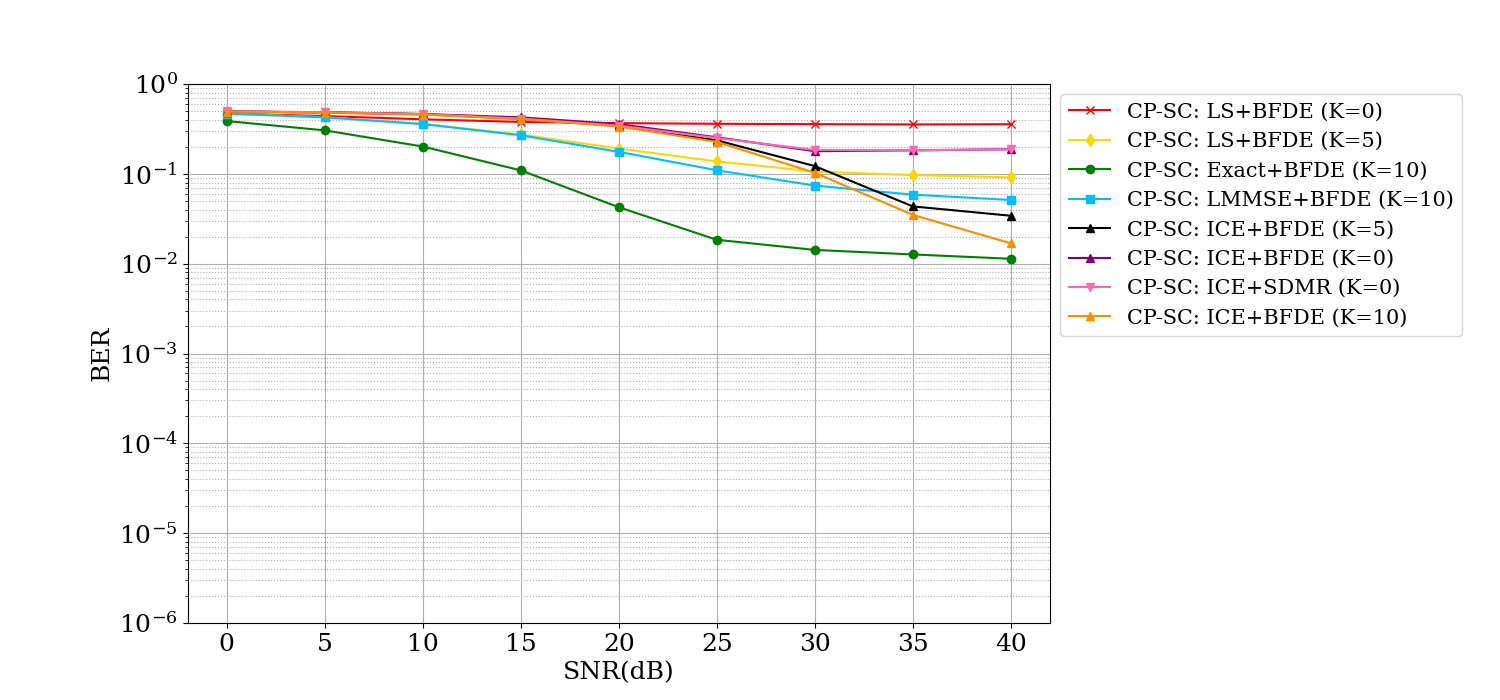 10^0
10^-1
10^-2
10^-3
10^-4
10^-5
10^-6
BER
0 5 10 15 20 25 30 35 40
SNR(dB)
CP-SC: LS+BFDE (K=0)
CP-SC: LS+BFDE (K=5)
CP-SC: Exact+BFDE (K=10)
CP-SC: LMMSE+BFDE (K=10)
CP-SC: ICE+BFDE (K=5)
CP-SC: ICE+BFDE (K=0)
CP-SC: ICE+SDMR (K=0)
CP-SC: ICE+BFDE (K=10)